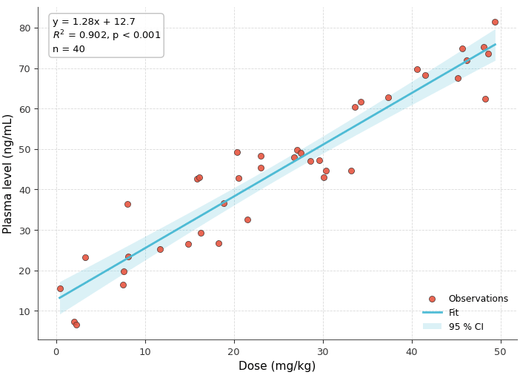 y = 1.28x + 12.7
R² = 0.902, p < 0.001
n = 40
80
70
60
50
40
30
20
10
Plasma level (ng/mL)
Observations
Fit
95 % CI
0 10 20 30 40 50
Dose (mg/kg)